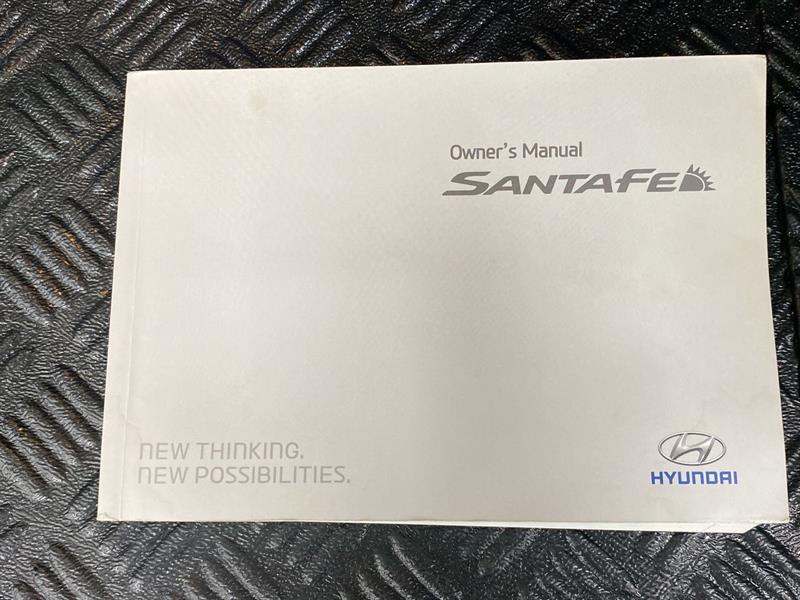 Owner's Manual
SANTAFE
NEW THINKING.
NEW POSSIBILITIES.
HYUNDAI